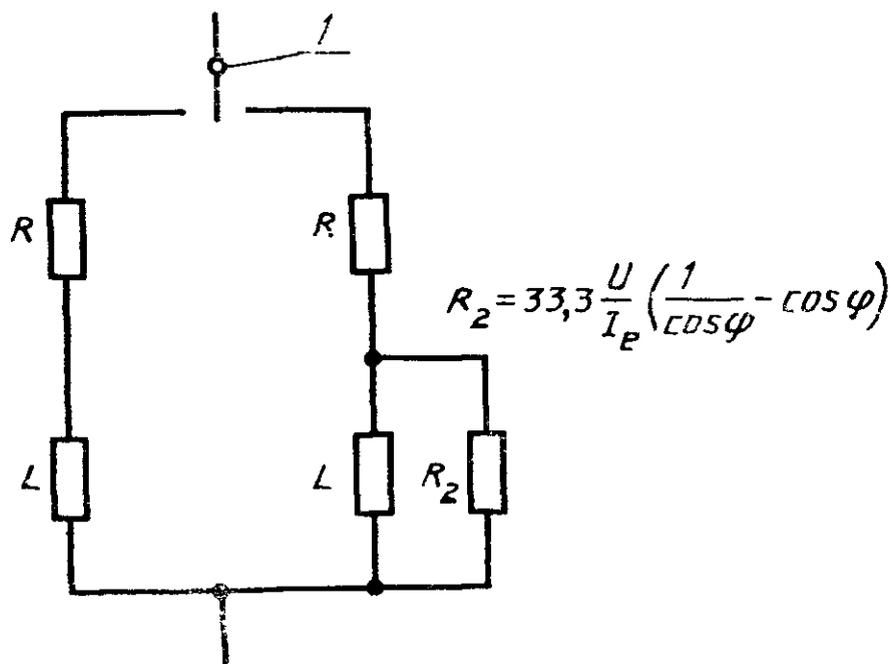 1
R
R
R₂ = 33,3 U/Iₑ (1/cosφ - cosφ)
L
L
R₂